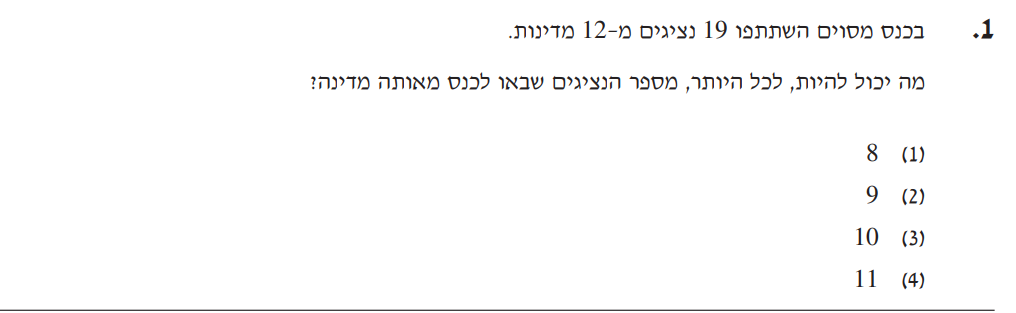 1. בכנס מסוים השתתפו 19 נציגים מ-12 מדינות.
מה יכול להיות, לכל היותר, מספר הנציגים שבאו לכנס מאותה מדינה?
(1) 8
(2) 9
(3) 10
(4) 11